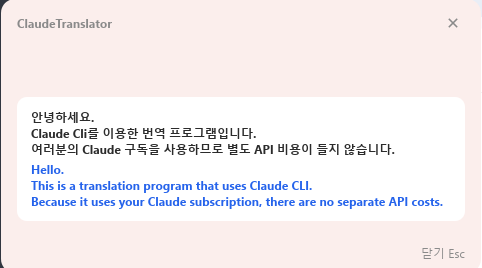 ClaudeTranslator
안녕하세요.
Claude Cli를 이용한 번역 프로그램입니다.
여러분의 Claude 구독을 사용하므로 별도 API 비용이 들지 않습니다.
Hello.
This is a translation program that uses Claude CLI.
Because it uses your Claude subscription, there are no separate API costs.
닫기 Esc